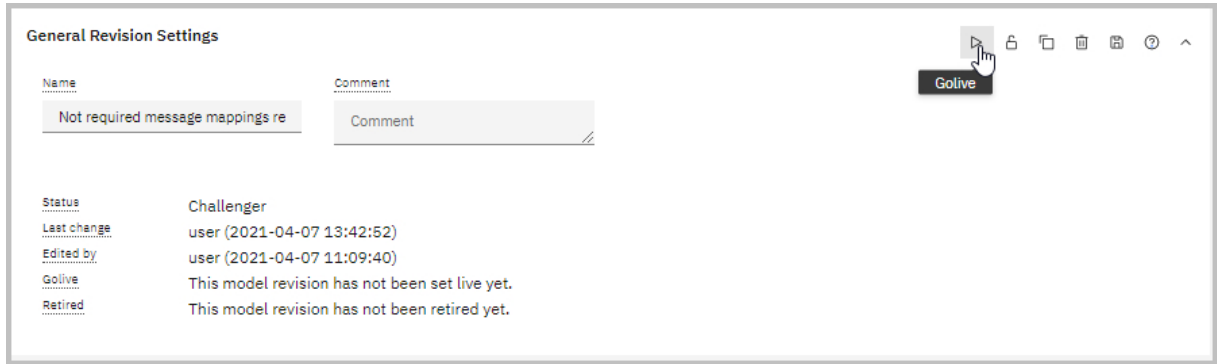 General Revision Settings
Golive
Name
Comment
Not required message mappings re
Comment
Status
Challenger
Last change
user (2021-04-07 13:42:52)
Edited by
user (2021-04-07 11:09:40)
Golive
This model revision has not been set live yet.
Retired
This model revision has not been retired yet.